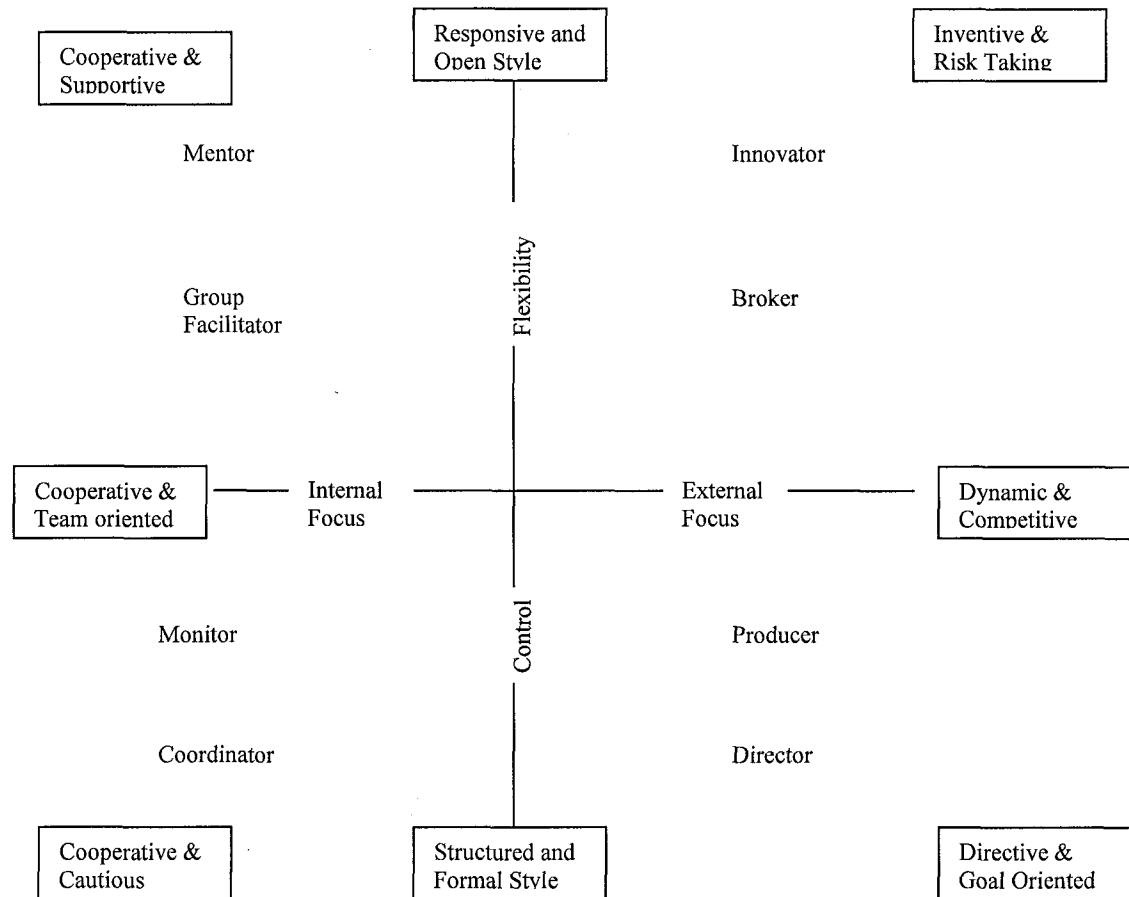 Cooperative &
Supportive
Responsive and
Open Style
Inventive &
Risk Taking
Mentor
Innovator
Flexibility
Group
Facilitator
Broker
Cooperative &
Team oriented
Internal
Focus
External
Focus
Dynamic &
Competitive
Control
Monitor
Producer
Coordinator
Director
Cooperative &
Cautious
Structured and
Formal Style
Directive &
Goal Oriented